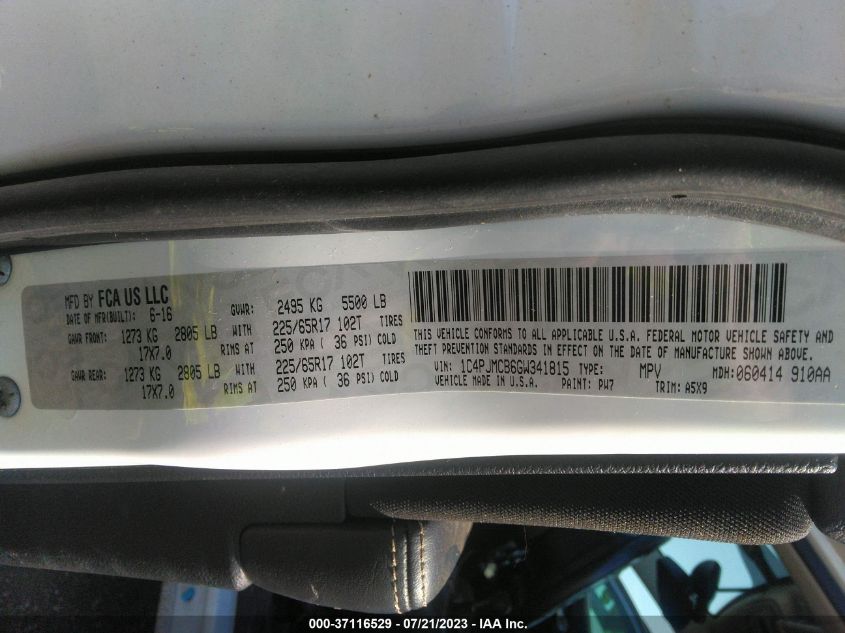 MFD BY FCA US LLC
DATE OF MFR(BUILT): 6-16 GVWR: 2495 KG 5500 LB
GAWR FRONT: 1273 KG 2805 LB WITH 225/65R17 102T TIRES
17X7.0 RIMS AT 250 KPA ( 36 PSI) COLD
GAWR REAR: 1273 KG 2805 LB WITH 225/65R17 102T TIRES
17X7.0 RIMS AT 250 KPA ( 36 PSI) COLD
THIS VEHICLE CONFORMS TO ALL APPLICABLE U.S.A. FEDERAL MOTOR VEHICLE SAFETY AND
THEFT PREVENTION STANDARDS IN EFFECT ON THE DATE OF MANUFACTURE SHOWN ABOVE.
VIN: 1C4PJMCB6GW341815 TYPE: MPV MDH: 060414 910AA
VEHICLE MADE IN U.S.A. PAINT: PW7 TRIM: A5X9
000-37116529 - 07/21/2023 - IAA Inc.